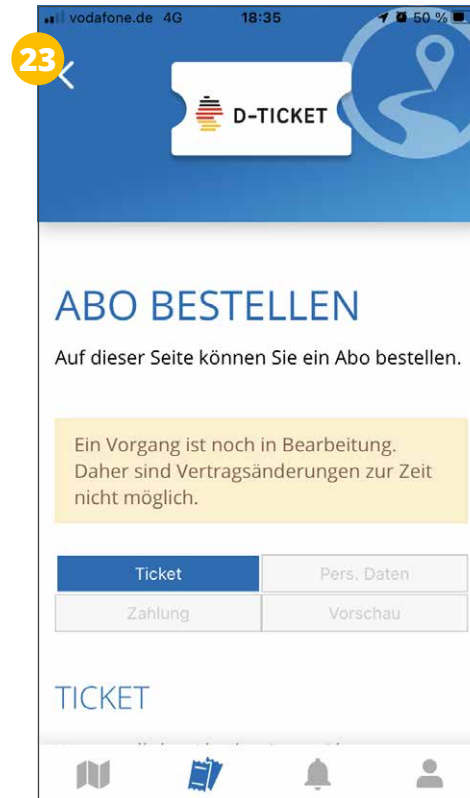 vodafone.de 4G 18:35 50 %
23
D-TICKET
ABO BESTELLEN
Auf dieser Seite können Sie ein Abo bestellen.
Ein Vorgang ist noch in Bearbeitung.
Daher sind Vertragsänderungen zur Zeit
nicht möglich.
Ticket
Pers. Daten
Zahlung
Vorschau
TICKET